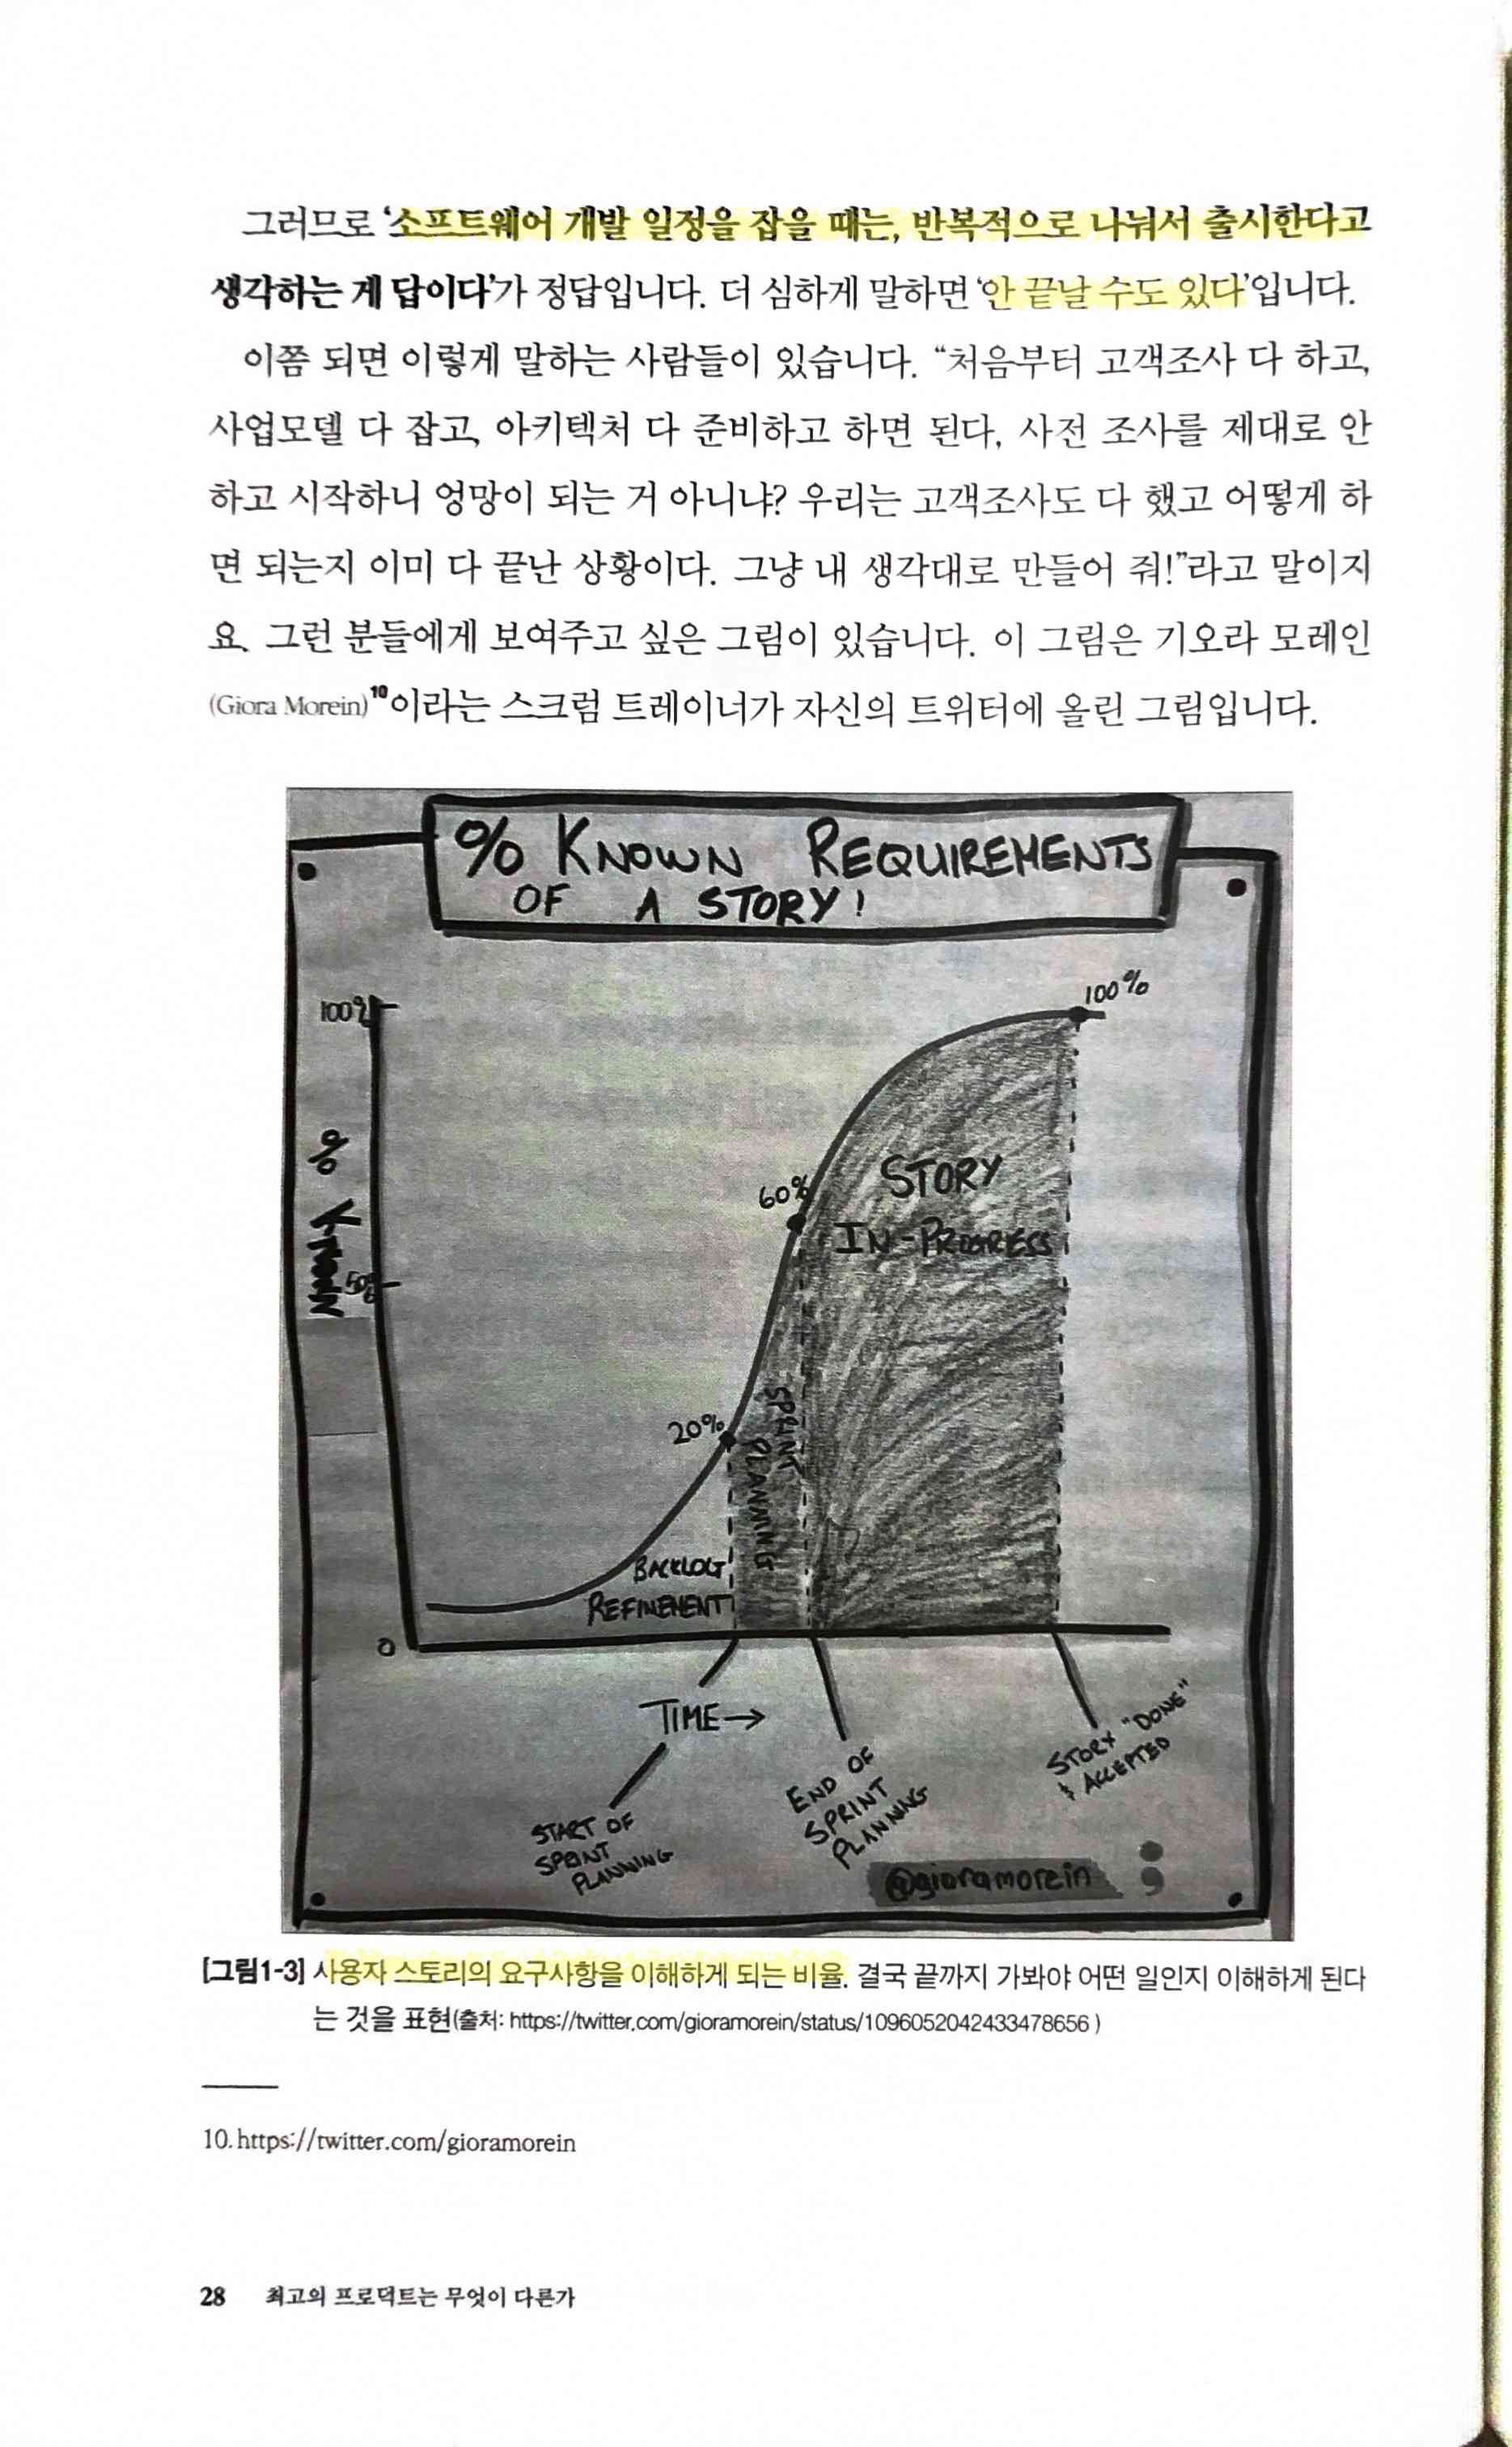 그러므로 ‘소프트웨어 개발 일정을 잡을 때는, 반복적으로 나눠서 출시한다고
생각하는 게 답이다’가 정답입니다. 더 심하게 말하면 ‘안 끝날 수도 있다’입니다.
이쯤 되면 이렇게 말하는 사람들이 있습니다. “처음부터 고객조사 다 하고,
사업모델 다 잡고, 아키텍처 다 준비하고 하면 된다, 사전 조사를 제대로 안
하고 시작하니 엉망이 되는 거 아니냐? 우리는 고객조사도 다 했고 어떻게 하
면 되는지 이미 다 끝난 상황이다. 그냥 내 생각대로 만들어 줘!”라고 말이지
요. 그런 분들에게 보여주고 싶은 그림이 있습니다. 이 그림은 기오라 모레인
(Giora Morein)¹⁰이라는 스크럼 트레이너가 자신의 트위터에 올린 그림입니다.
% KNOWN REQUIREMENTS
OF A STORY!
100%
100%
% KNOWN
60%
STORY
IN-PROGRESS
50%
20%
SPRINT
PLANNING
BACKLOG
REFINEMENT
0
TIME→
START OF
SPRINT
PLANNING
END OF
SPRINT
PLANNING
STORY "DONE"
& ACCEPTED
@gioramorein
[그림1-3] 사용자 스토리의 요구사항을 이해하게 되는 비율. 결국 끝까지 가봐야 어떤 일인지 이해하게 된다
는 것을 표현(출처: https://twitter.com/gioramorein/status/1096052042433478656 )
10. https://twitter.com/gioramorein
28 최고의 프로덕트는 무엇이 다른가